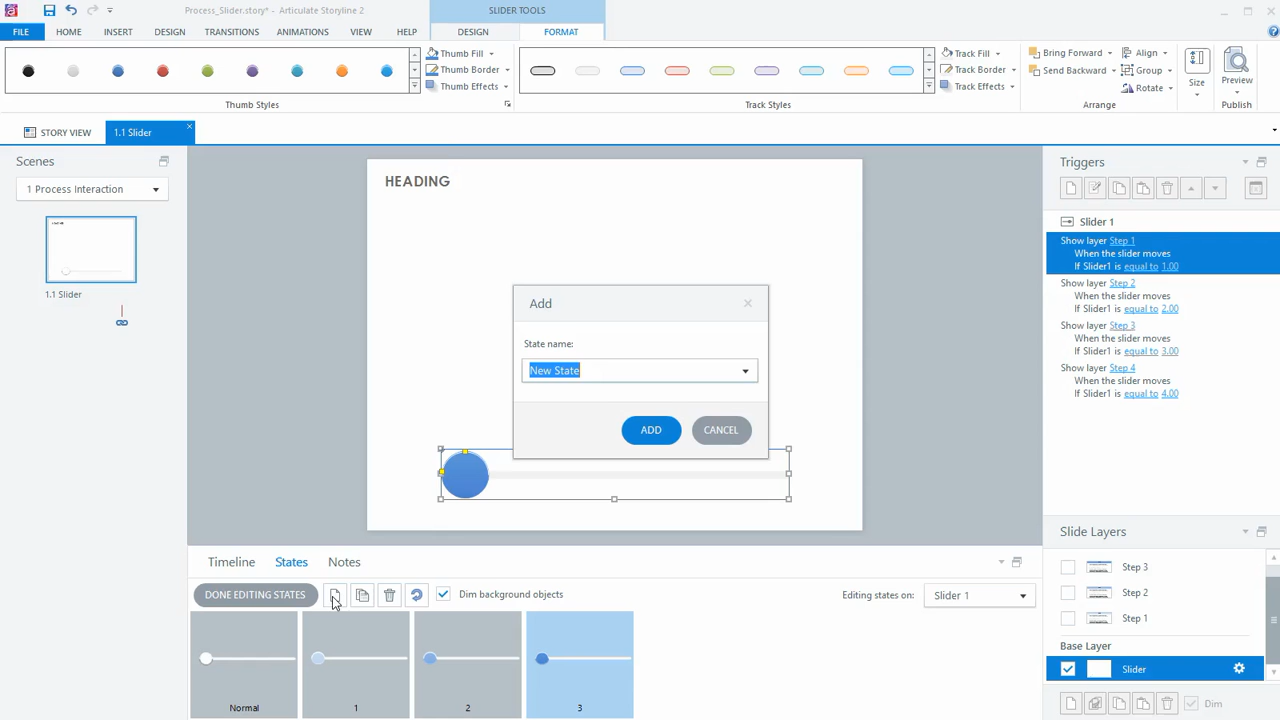 Process_Slider.story* - Articulate Storyline 2
SLIDER TOOLS
FILE
HOME
INSERT
DESIGN
TRANSITIONS
ANIMATIONS
VIEW
HELP
DESIGN
FORMAT
Thumb Fill
Thumb Border
Thumb Effects
Thumb Styles
Track Fill
Track Border
Track Effects
Track Styles
Bring Forward
Send Backward
Align
Group
Rotate
Arrange
Size
Preview
Publish
STORY VIEW
1.1 Slider
Scenes
1 Process Interaction
1.1 Slider
HEADING
Add
State name:
New State
ADD
CANCEL
Triggers
Slider 1
Show layer Step 1
When the slider moves
If Slider1 is equal to 1.00
Show layer Step 2
When the slider moves
If Slider1 is equal to 2.00
Show layer Step 3
When the slider moves
If Slider1 is equal to 3.00
Show layer Step 4
When the slider moves
If Slider1 is equal to 4.00
Timeline
States
Notes
DONE EDITING STATES
Dim background objects
Editing states on:
Slider 1
Normal
1
2
3
Slide Layers
Step 3
Step 2
Step 1
Base Layer
Slider
Dim